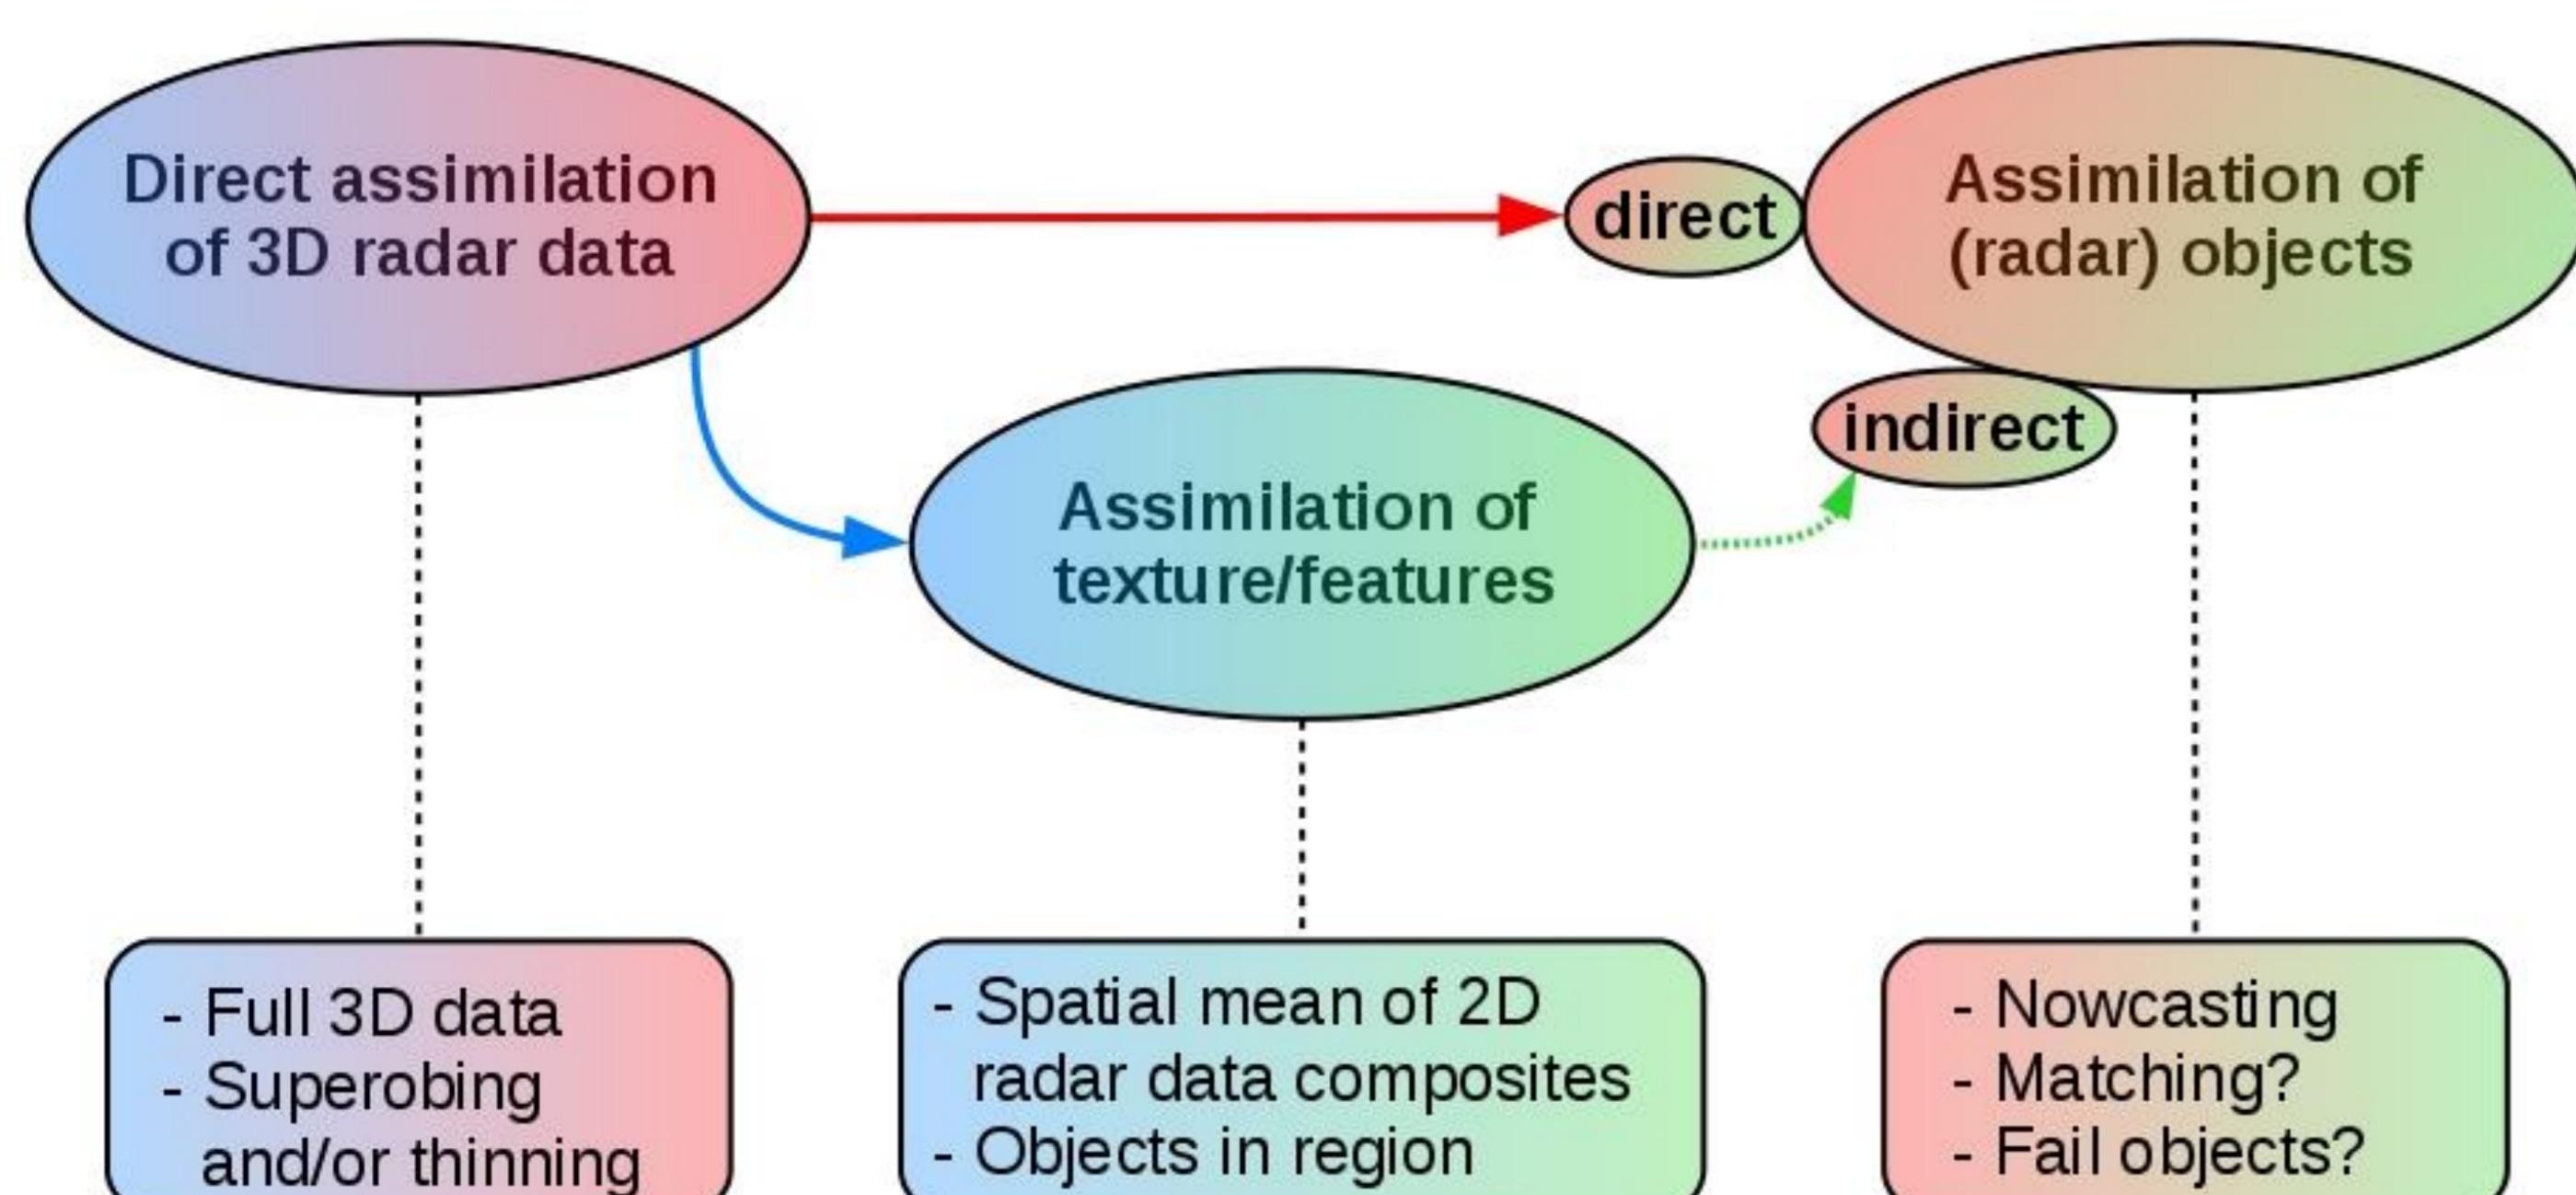 Direct assimilation
of 3D radar data
direct
Assimilation of
(radar) objects
indirect
Assimilation of
texture/features
- Full 3D data
- Superobing
and/or thinning
- Spatial mean of 2D
radar data composites
- Objects in region
- Nowcasting
- Matching?
- Fail objects?